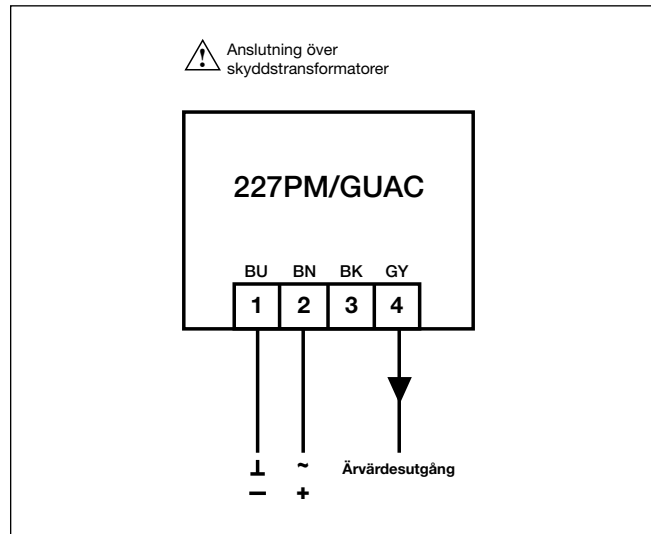 Anslutning över
skyddstransformatorer
227PM/GUAC
BU BN BK GY
1 2 3 4
⊥ ~ Ärvärdesutgång
− +